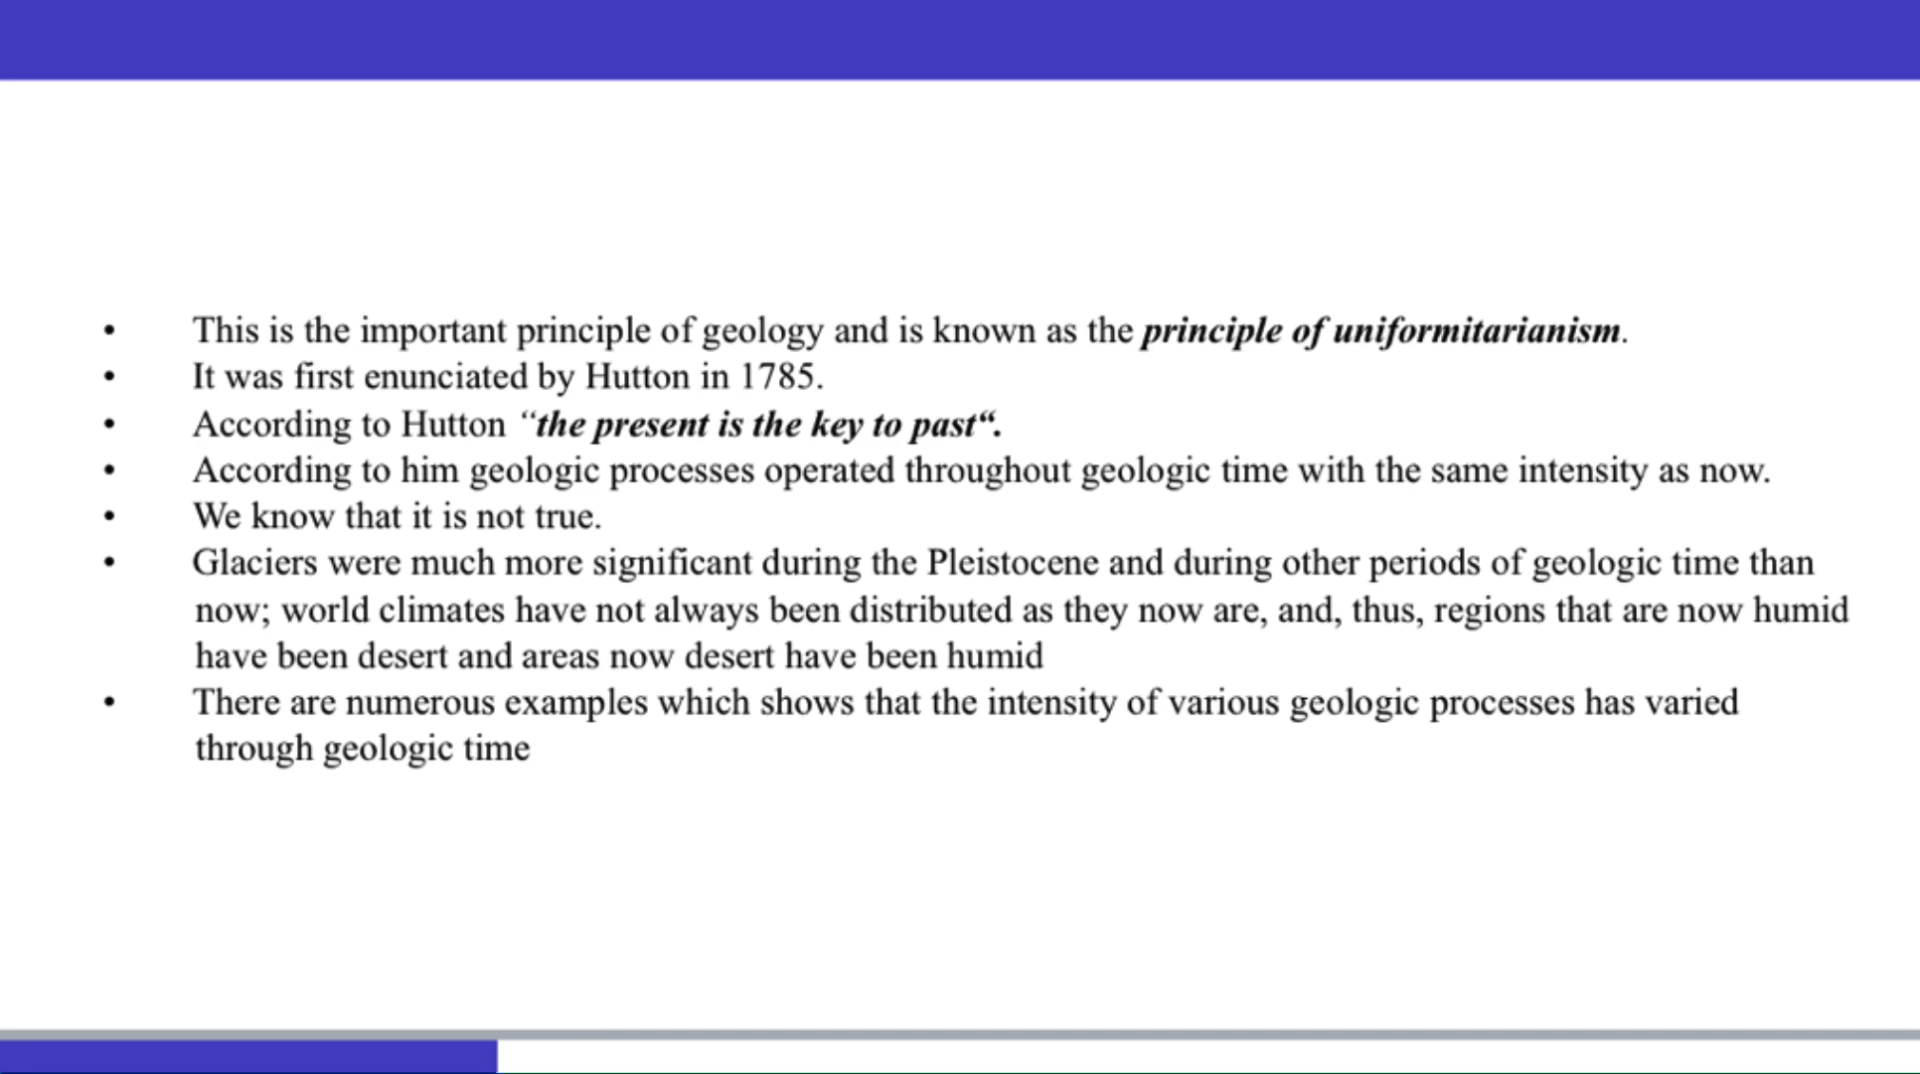 • This is the important principle of geology and is known as the principle of uniformitarianism.
• It was first enunciated by Hutton in 1785.
• According to Hutton “the present is the key to past“.
• According to him geologic processes operated throughout geologic time with the same intensity as now.
• We know that it is not true.
• Glaciers were much more significant during the Pleistocene and during other periods of geologic time than
now; world climates have not always been distributed as they now are, and, thus, regions that are now humid
have been desert and areas now desert have been humid
• There are numerous examples which shows that the intensity of various geologic processes has varied
through geologic time